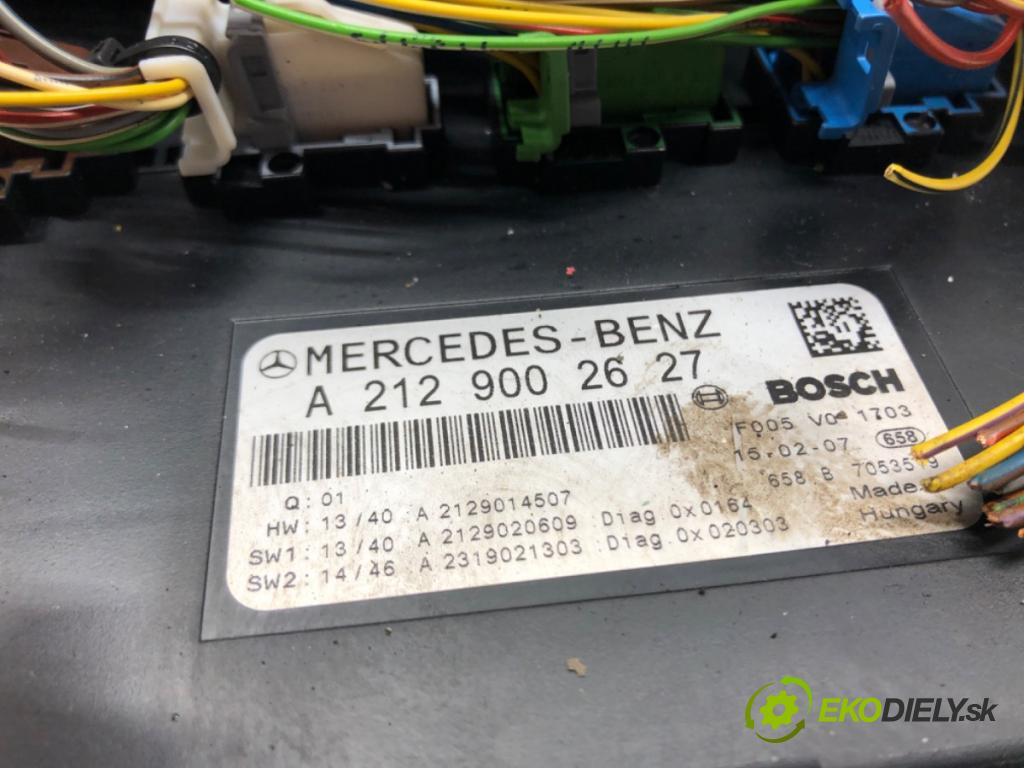 MERCEDES-BENZ
A 212 900 26 27
BOSCH
F005 V0 1703
15.02-07 658
658 B
Made
Hungary
Q: 01
HW: 13/40 A 2129014507
SW1: 13/40 A 2129020609 Diag 0x0164
SW2: 14/46 A 2319021303 Diag 0x020303
EKODIELY.sk